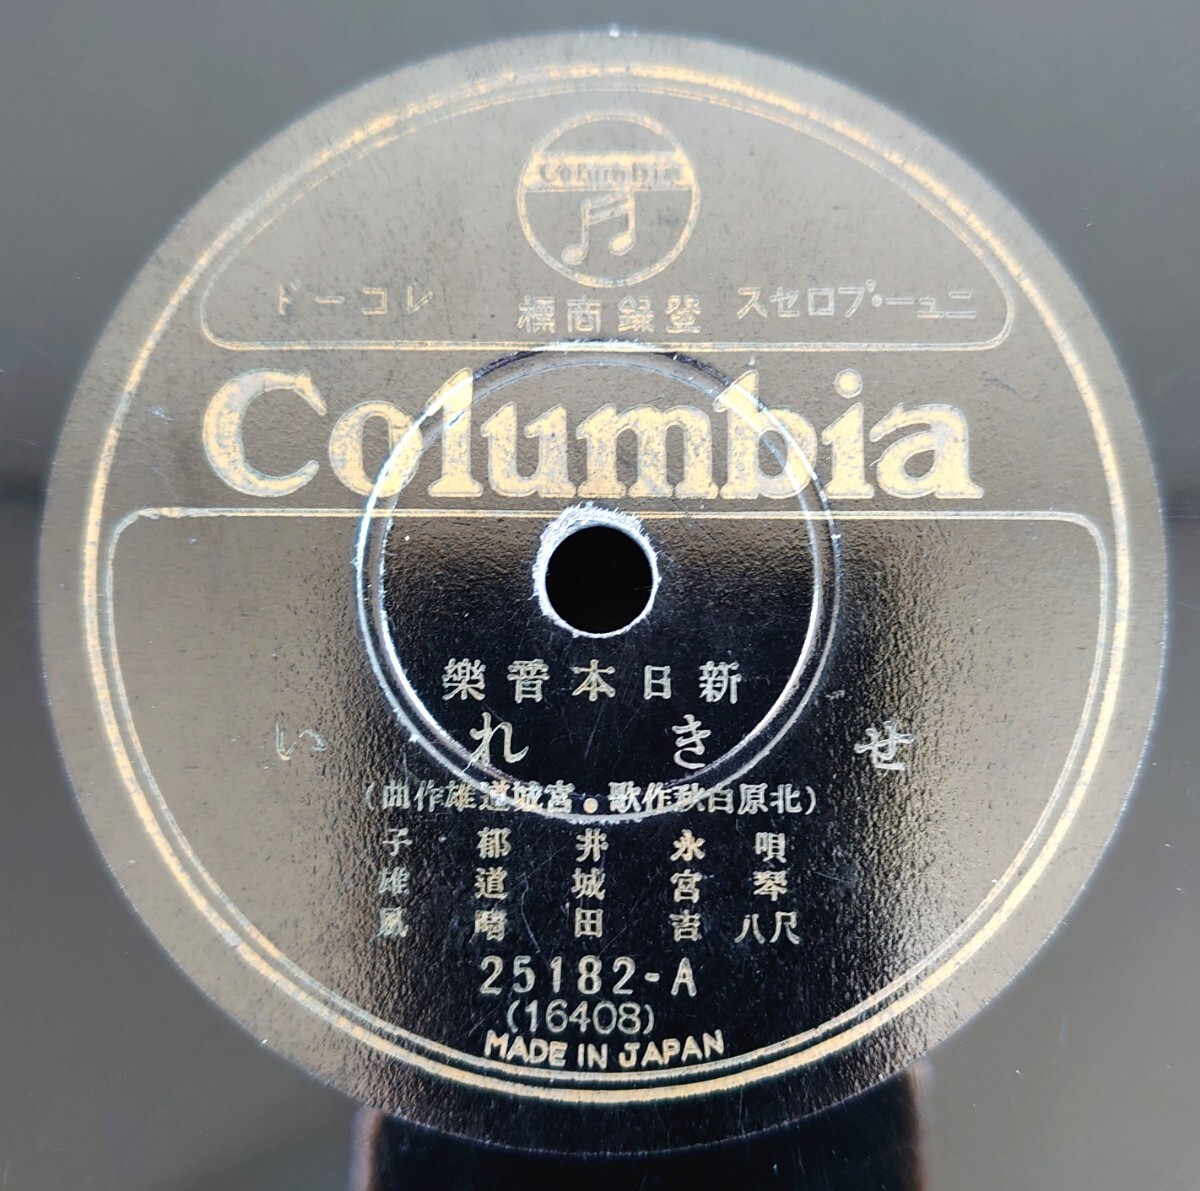 Columbia
ニュー・プロセス 登録商標 レコード
Columbia
新日本音樂
せきれい
(北原白秋作歌・宮城道雄作曲)
唄 永井郁子
琴 宮城道雄
尺八 吉田晴風
25182-A
(16408)
MADE IN JAPAN